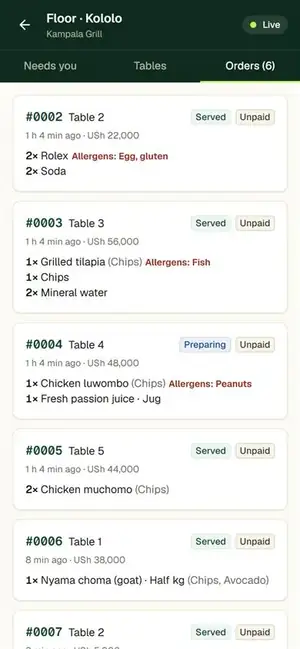 Floor · Kololo
Kampala Grill
Live
Needs you
Tables
Orders (6)
#0002 Table 2
Served
Unpaid
1 h 4 min ago · USh 22,000
2× Rolex Allergens: Egg, gluten
2× Soda
#0003 Table 3
Served
Unpaid
1 h 4 min ago · USh 56,000
1× Grilled tilapia (Chips) Allergens: Fish
1× Chips
2× Mineral water
#0004 Table 4
Preparing
Unpaid
1 h 4 min ago · USh 48,000
1× Chicken luwombo (Chips) Allergens: Peanuts
1× Fresh passion juice · Jug
#0005 Table 5
Served
Unpaid
1 h 4 min ago · USh 44,000
2× Chicken muchomo (Chips)
#0006 Table 1
Served
Unpaid
8 min ago · USh 38,000
1× Nyama choma (goat) · Half kg (Chips, Avocado)
#0007 Table 2
Served
Unpaid